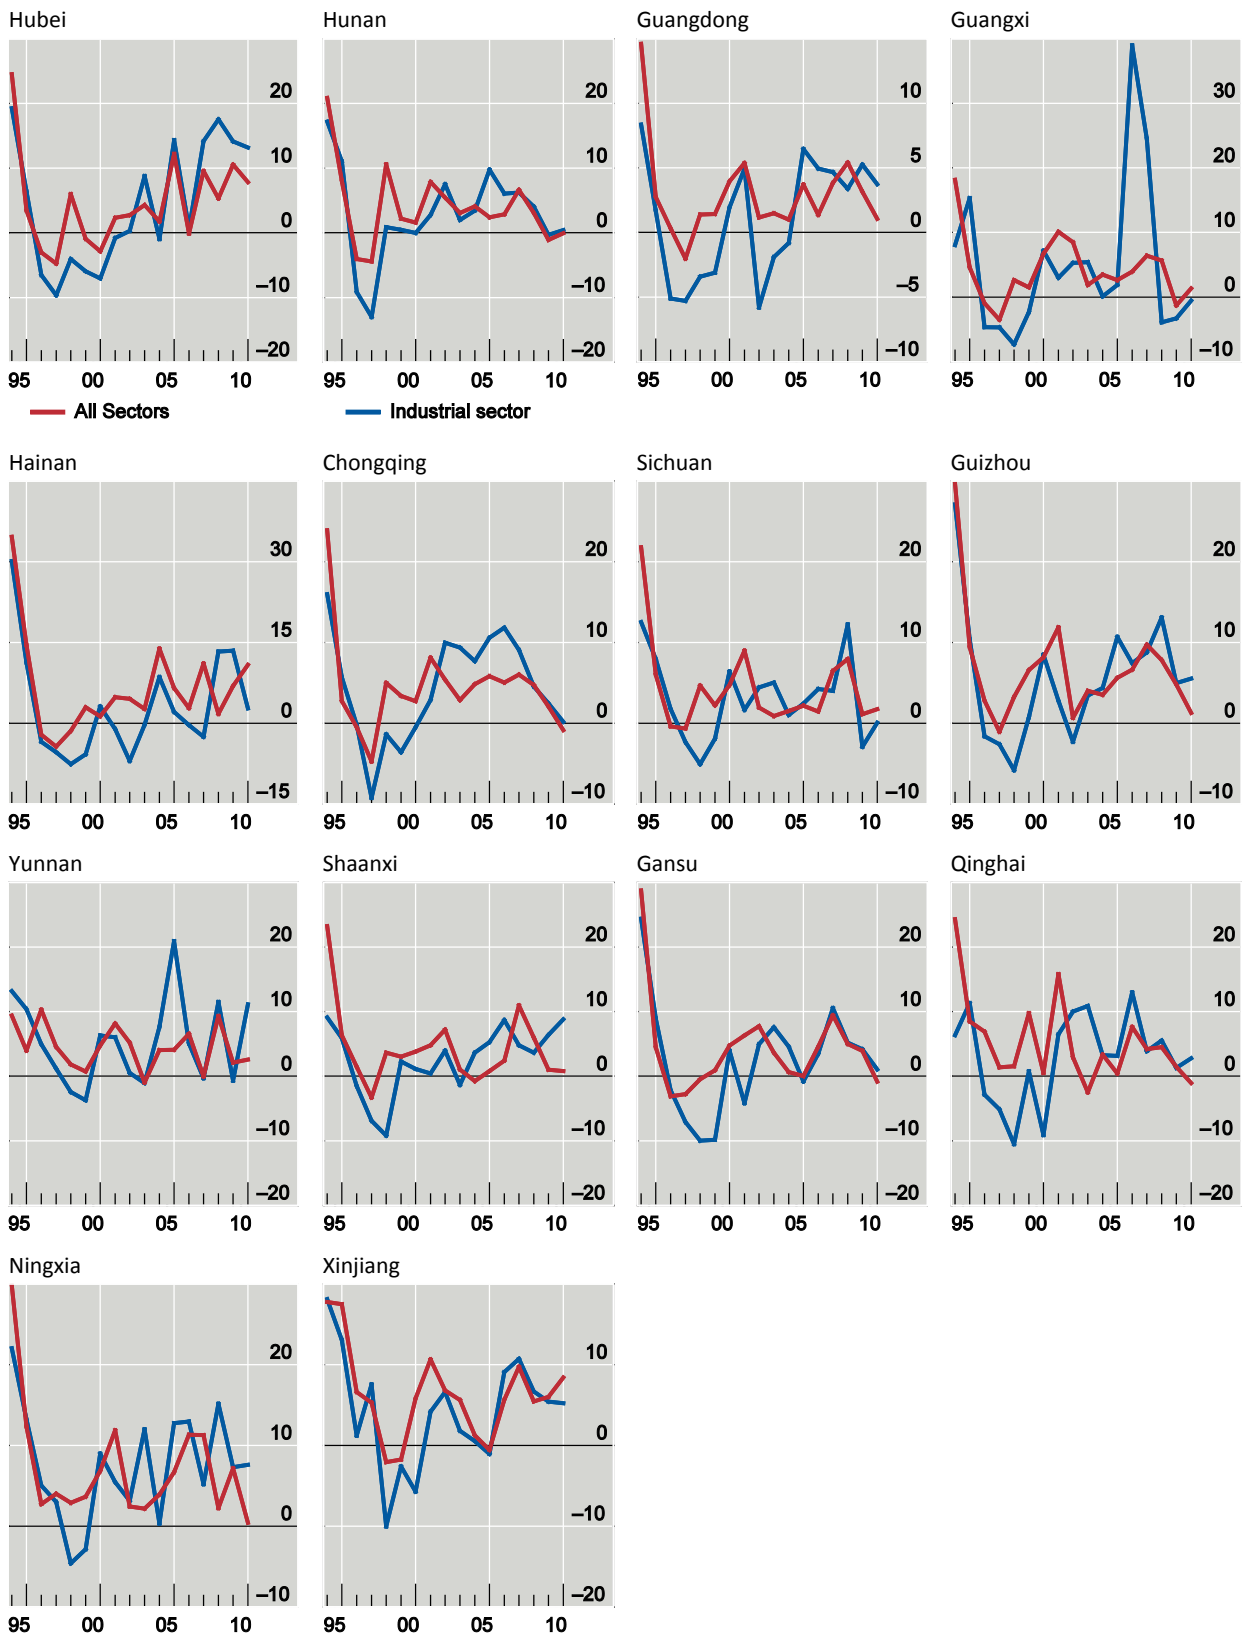 Hubei Hunan Guangdong Guangxi
20 20 10 30
10 10 5 20
0 0 0 10
–10 –10 –5 0
–20 –20 –10 –10
95 00 05 10 95 00 05 10 95 00 05 10 95 00 05 10
All Sectors Industrial sector
Hainan Chongqing Sichuan Guizhou
30 20 20 20
15 10 10 10
0 0 0 0
–15 –10 –10 –10
95 00 05 10 95 00 05 10 95 00 05 10 95 00 05 10
Yunnan Shaanxi Gansu Qinghai
20 20 20 20
10 10 10 10
0 0 0 0
–10 –10 –10 –10
–20 –20 –20 –20
95 00 05 10 95 00 05 10 95 00 05 10 95 00 05 10
Ningxia Xinjiang
20 10
10 0
0 –10
–10 –20
95 00 05 10 95 00 05 10